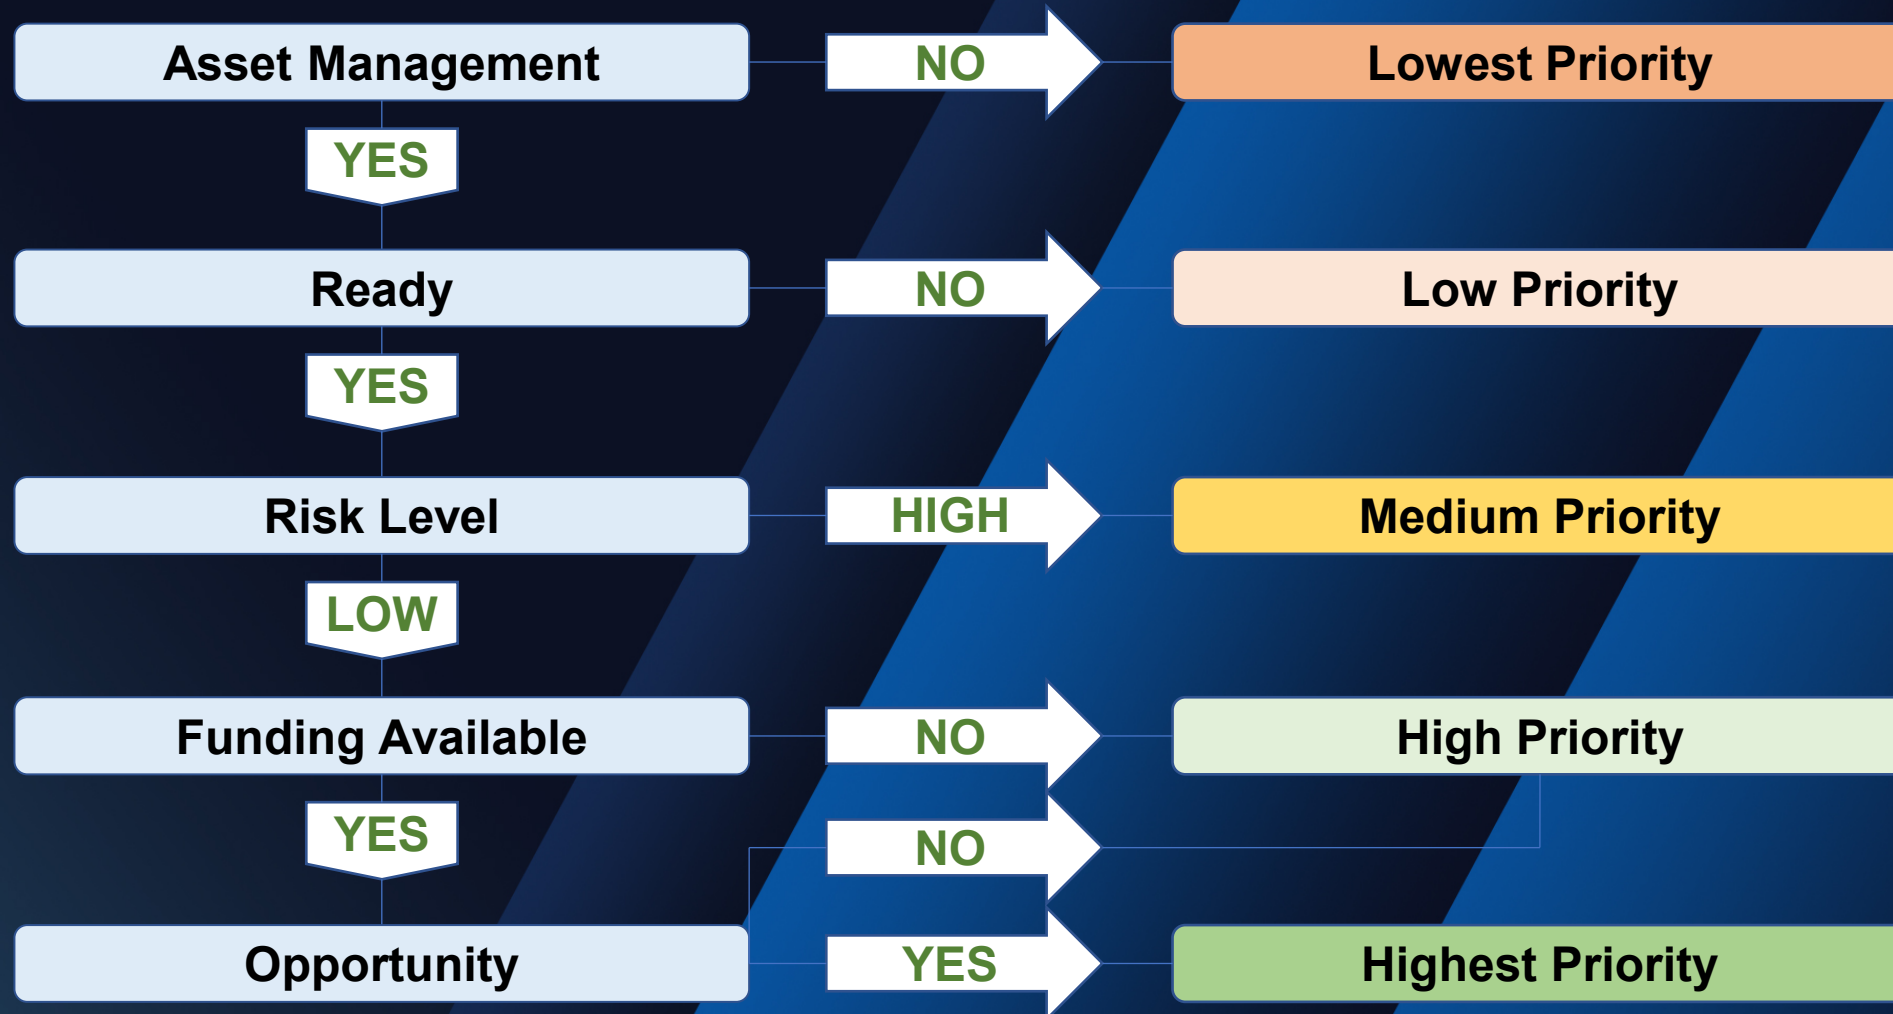 Asset Management
NO
Lowest Priority
YES
Ready
NO
Low Priority
YES
Risk Level
HIGH
Medium Priority
LOW
Funding Available
NO
High Priority
YES
NO
Opportunity
YES
Highest Priority